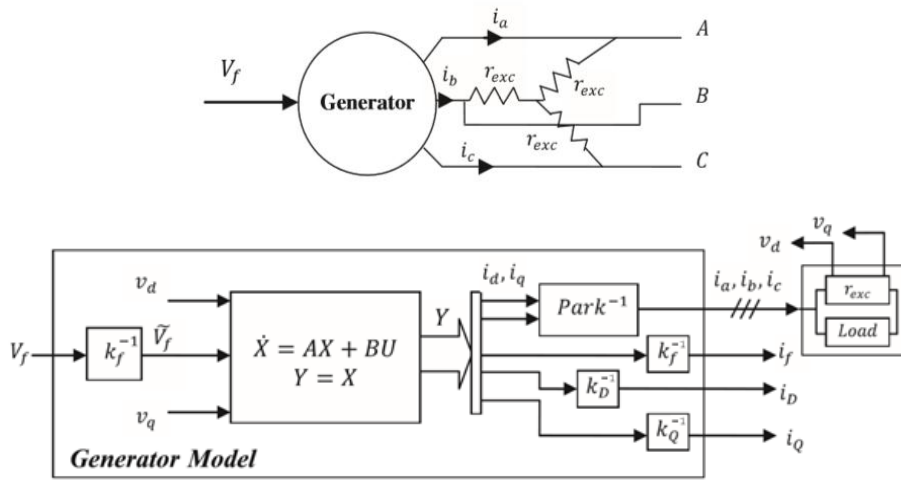 i_a
A
V_f
i_b
r_exc
r_exc
B
Generator
r_exc
i_c
C
v_q
v_d
v_d
i_d, i_q
i_a, i_b, i_c
r_exc
Y
Park⁻¹
Load
V_f
k_f⁻¹
Ṽ_f
Ẋ = AX + BU
Y = X
k_f⁻¹
i_f
k_D⁻¹
i_D
v_q
k_Q⁻¹
i_Q
Generator Model